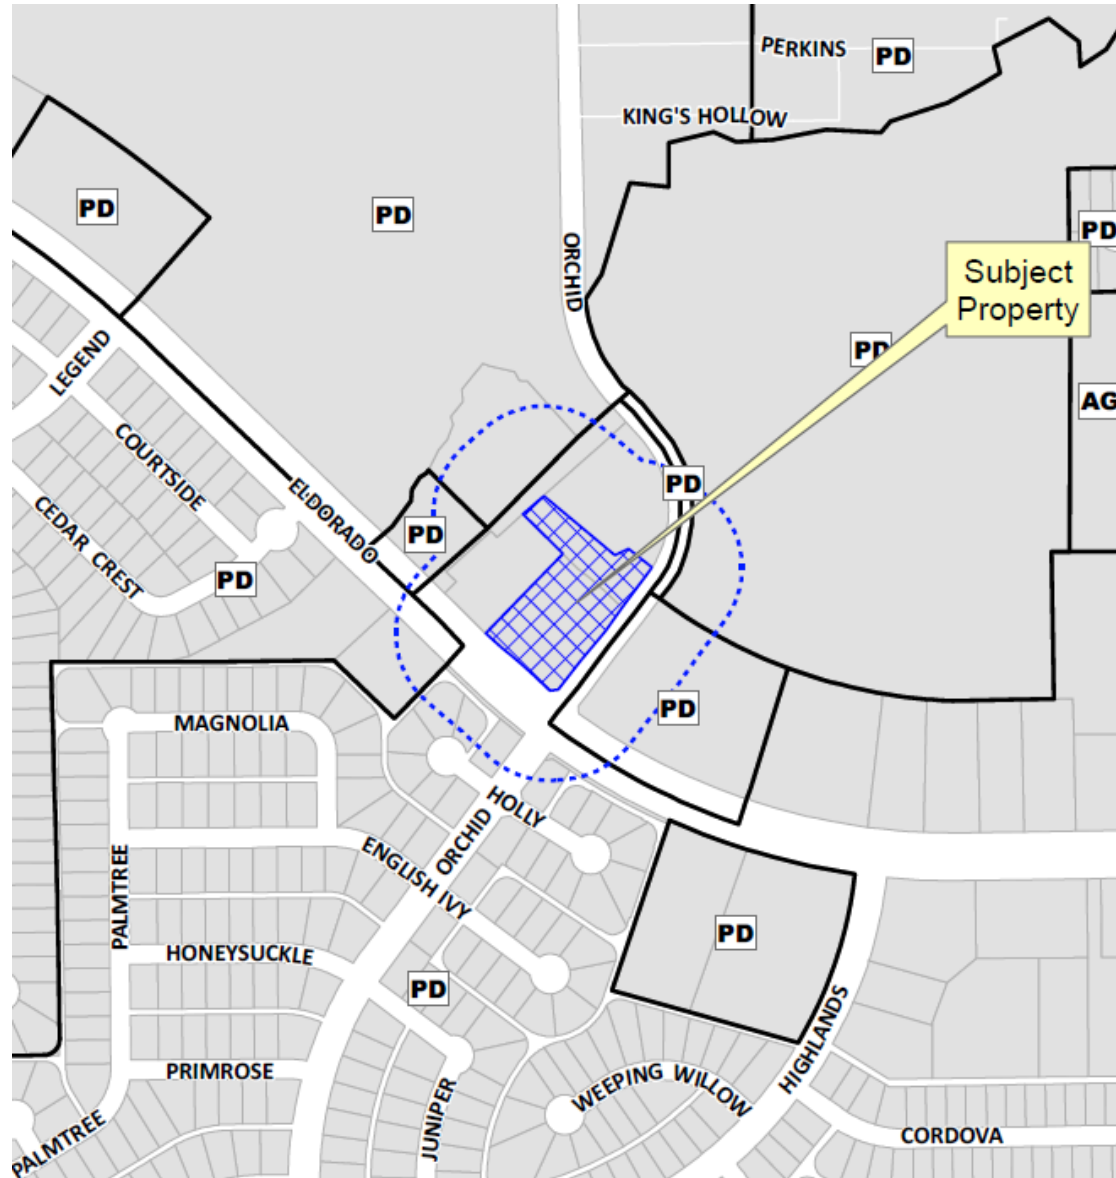 PERKINS
PD
KING'S HOLLOW
PD
PD
PD
ORCHID
Subject
Property
PD
LEGEND
AG
COURTSIDE
ELDORADO
PD
CEDAR CREST
PD
PD
PD
MAGNOLIA
HOLLY
ORCHID
ENGLISH IVY
PALMTREE
PD
HONEYSUCKLE
PD
HIGHLANDS
PRIMROSE
WEEPING WILLOW
JUNIPER
PALMTREE
CORDOVA